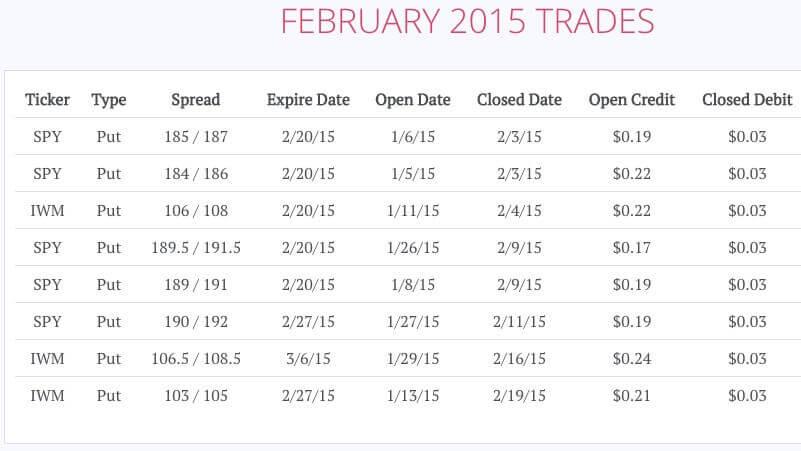 FEBRUARY 2015 TRADES
Ticker Type Spread Expire Date Open Date Closed Date Open Credit Closed Debit
SPY Put 185 / 187 2/20/15 1/6/15 2/3/15 $0.19 $0.03
SPY Put 184 / 186 2/20/15 1/5/15 2/3/15 $0.22 $0.03
IWM Put 106 / 108 2/20/15 1/11/15 2/4/15 $0.22 $0.03
SPY Put 189.5 / 191.5 2/20/15 1/26/15 2/9/15 $0.17 $0.03
SPY Put 189 / 191 2/20/15 1/8/15 2/9/15 $0.19 $0.03
SPY Put 190 / 192 2/27/15 1/27/15 2/11/15 $0.19 $0.03
IWM Put 106.5 / 108.5 3/6/15 1/29/15 2/16/15 $0.24 $0.03
IWM Put 103 / 105 2/27/15 1/13/15 2/19/15 $0.21 $0.03